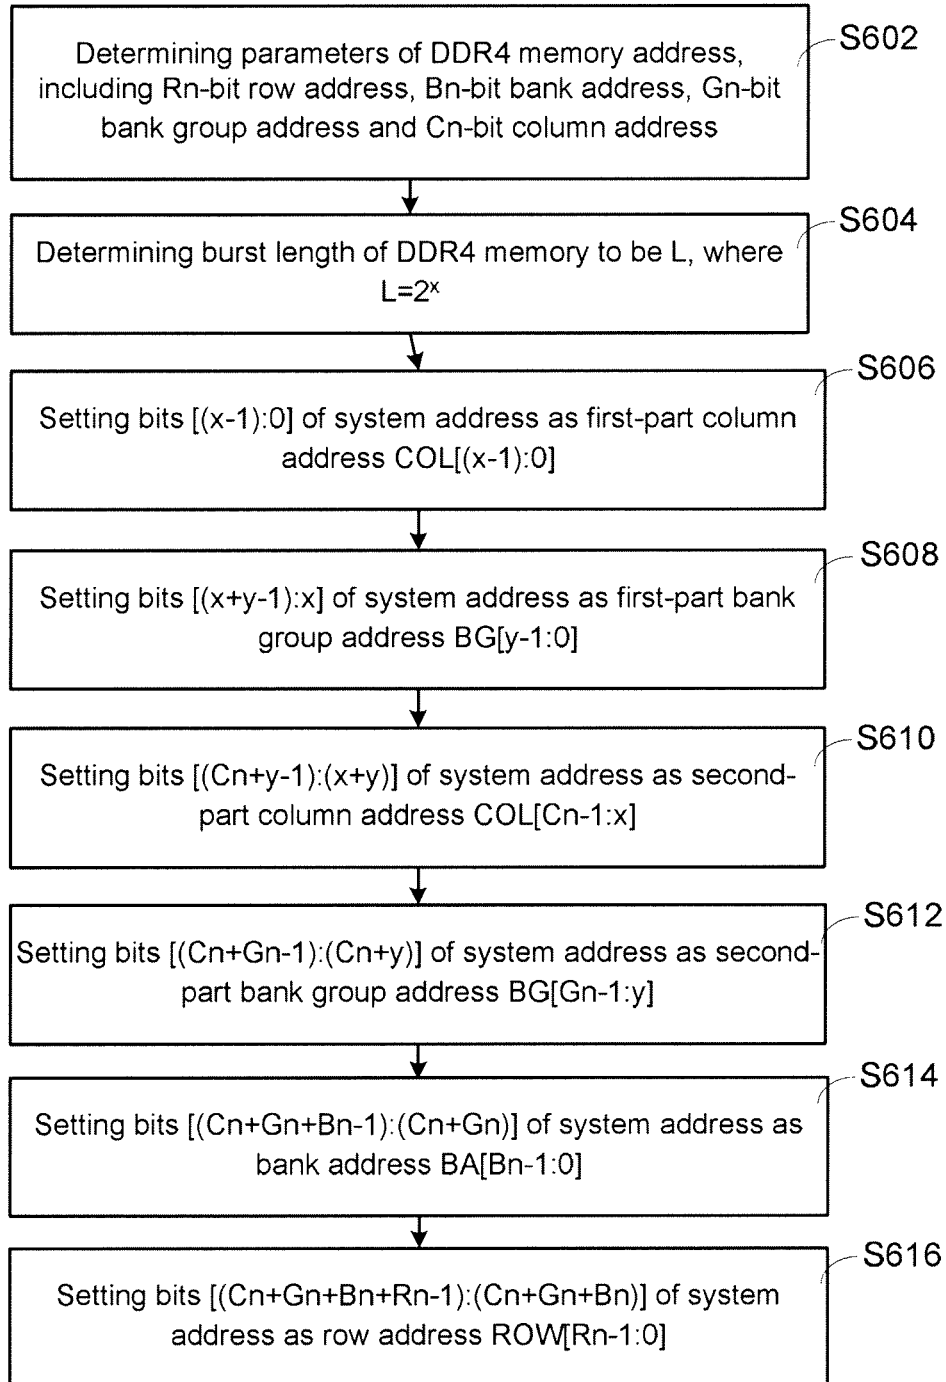 Determining parameters of DDR4 memory address,
including Rn-bit row address, Bn-bit bank address, Gn-bit
bank group address and Cn-bit column address
S602
Determining burst length of DDR4 memory to be L, where
L=2ˣ
S604
Setting bits [(x-1):0] of system address as first-part column
address COL[(x-1):0]
S606
Setting bits [(x+y-1):x] of system address as first-part bank
group address BG[y-1:0]
S608
Setting bits [(Cn+y-1):(x+y)] of system address as second-
part column address COL[Cn-1:x]
S610
Setting bits [(Cn+Gn-1):(Cn+y)] of system address as second-
part bank group address BG[Gn-1:y]
S612
Setting bits [(Cn+Gn+Bn-1):(Cn+Gn)] of system address as
bank address BA[Bn-1:0]
S614
Setting bits [(Cn+Gn+Bn+Rn-1):(Cn+Gn+Bn)] of system
address as row address ROW[Rn-1:0]
S616